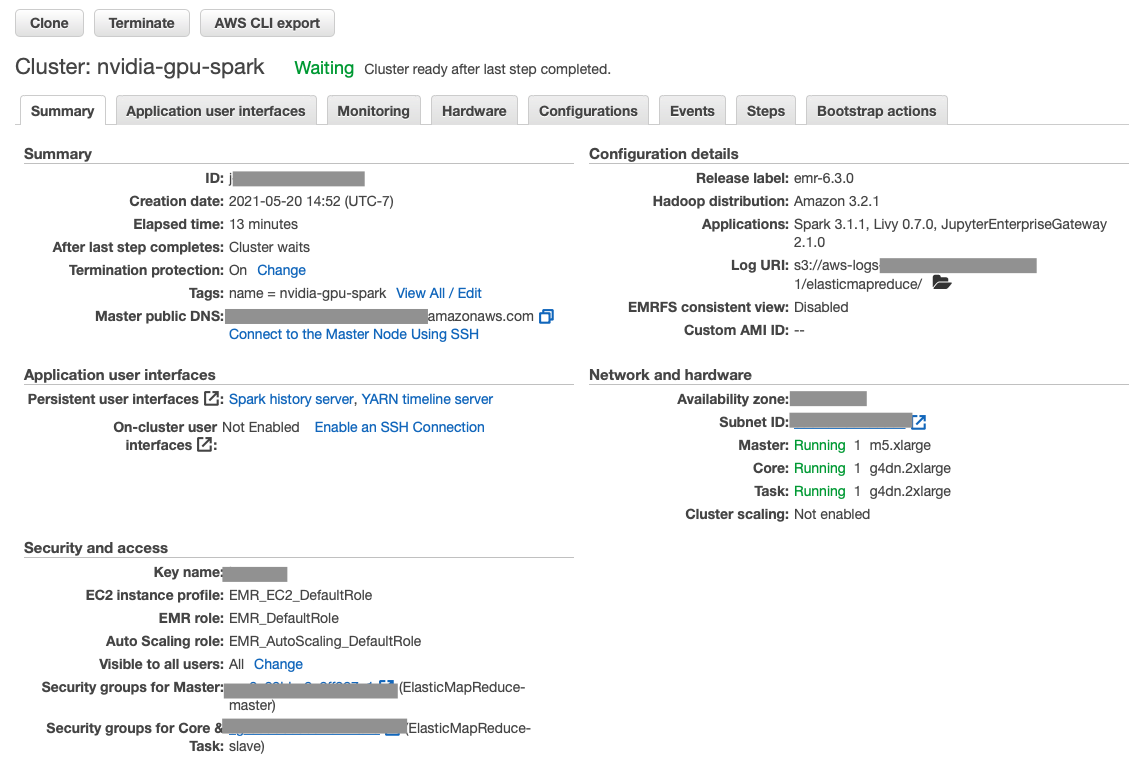 Clone Terminate AWS CLI export
Cluster: nvidia-gpu-spark Waiting Cluster ready after last step completed.
Summary Application user interfaces Monitoring Hardware Configurations Events Steps Bootstrap actions
Summary
ID: j
Creation date: 2021-05-20 14:52 (UTC-7)
Elapsed time: 13 minutes
After last step completes: Cluster waits
Termination protection: On Change
Tags: name = nvidia-gpu-spark View All / Edit
Master public DNS: amazonaws.com
Connect to the Master Node Using SSH
Configuration details
Release label: emr-6.3.0
Hadoop distribution: Amazon 3.2.1
Applications: Spark 3.1.1, Livy 0.7.0, JupyterEnterpriseGateway
2.1.0
Log URI: s3://aws-logs
1/elasticmapreduce/
EMRFS consistent view: Disabled
Custom AMI ID: --
Application user interfaces
Persistent user interfaces : Spark history server, YARN timeline server
On-cluster user Not Enabled Enable an SSH Connection
interfaces :
Network and hardware
Availability zone:
Subnet ID:
Master: Running 1 m5.xlarge
Core: Running 1 g4dn.2xlarge
Task: Running 1 g4dn.2xlarge
Cluster scaling: Not enabled
Security and access
Key name:
EC2 instance profile: EMR_EC2_DefaultRole
EMR role: EMR_DefaultRole
Auto Scaling role: EMR_AutoScaling_DefaultRole
Visible to all users: All Change
Security groups for Master: (ElasticMapReduce-
master)
Security groups for Core & (ElasticMapReduce-
Task: slave)